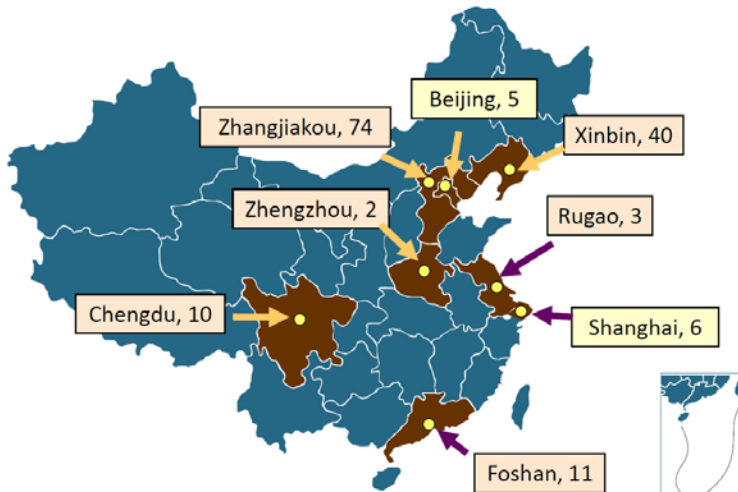 Beijing, 5
Zhangjiakou, 74
Xinbin, 40
Zhengzhou, 2
Rugao, 3
Chengdu, 10
Shanghai, 6
Foshan, 11